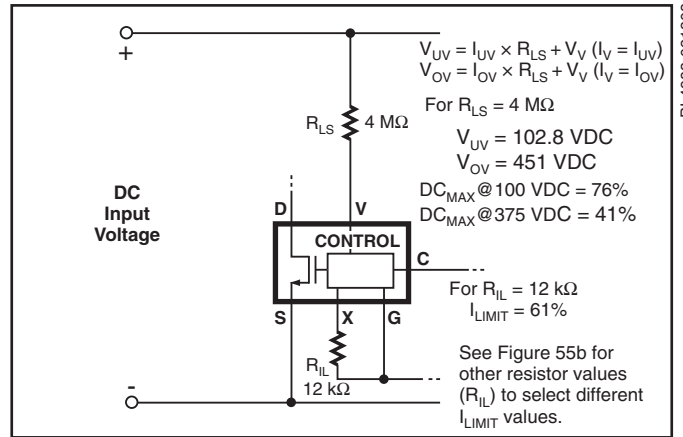 +
V_UV = I_UV × R_LS + V_V (I_V = I_UV)
V_OV = I_OV × R_LS + V_V (I_V = I_OV)
For R_LS = 4 MΩ
R_LS 4 MΩ
V_UV = 102.8 VDC
V_OV = 451 VDC
DC_MAX@100 VDC = 76%
DC_MAX@375 VDC = 41%
DC
Input
Voltage
D V
CONTROL
C
For R_IL = 12 kΩ
I_LIMIT = 61%
S X G
R_IL
12 kΩ
See Figure 55b for
other resistor values
(R_IL) to select different
I_LIMIT values.
-